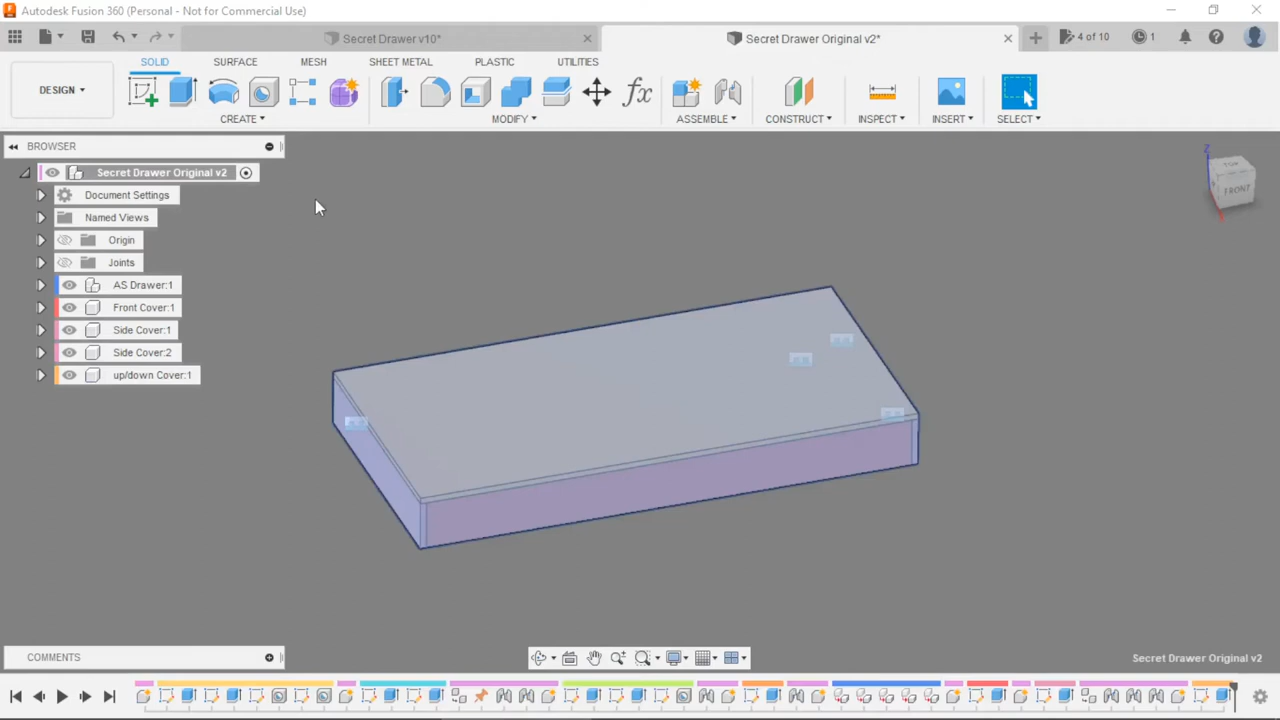 Autodesk Fusion 360 (Personal - Not for Commercial Use)
Secret Drawer v10*
Secret Drawer Original v2*
4 of 10
1
DESIGN
SOLID
SURFACE
MESH
SHEET METAL
PLASTIC
UTILITIES
fx
CREATE
MODIFY
ASSEMBLE
CONSTRUCT
INSPECT
INSERT
SELECT
BROWSER
Secret Drawer Original v2
Document Settings
Named Views
Origin
Joints
AS Drawer:1
Front Cover:1
Side Cover:1
Side Cover:2
up/down Cover:1
Z
TOP
FRONT
COMMENTS
Secret Drawer Original v2